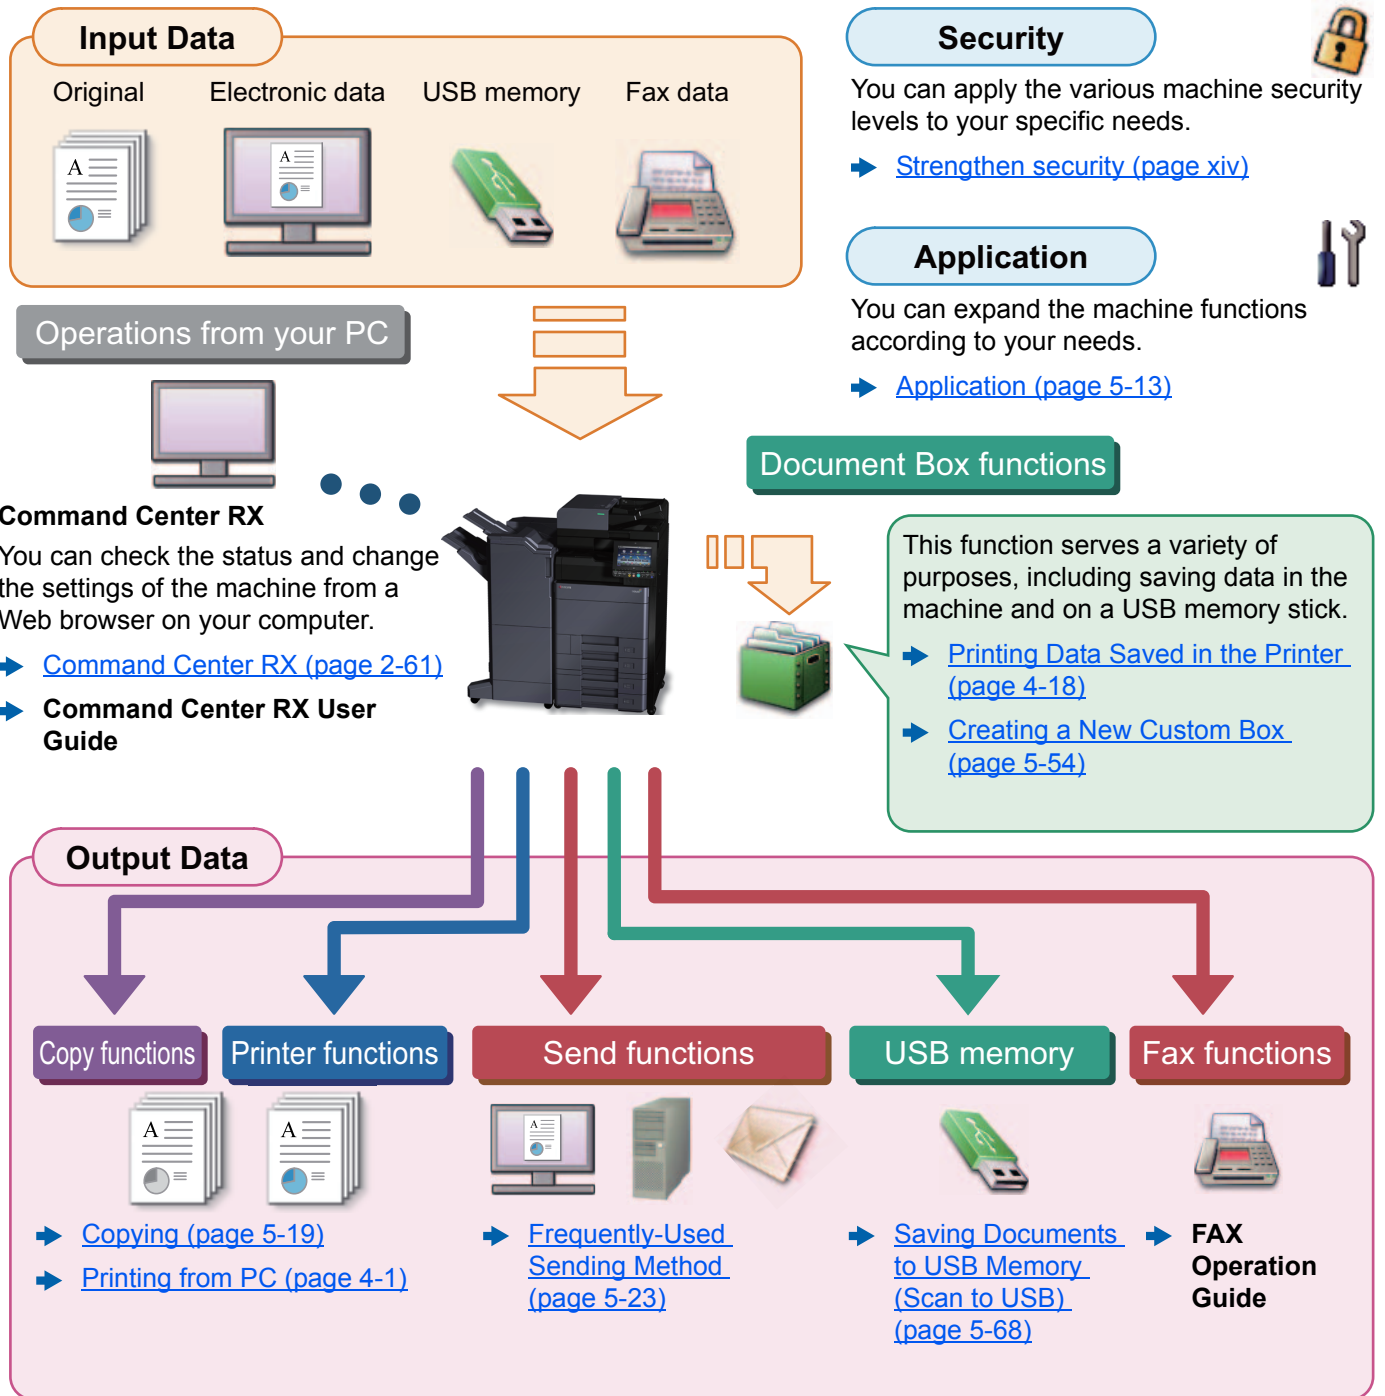 Input Data
Original
Electronic data
USB memory
Fax data
Security
You can apply the various machine security
levels to your specific needs.
Strengthen security (page xiv)
Application
You can expand the machine functions
according to your needs.
Application (page 5-13)
Operations from your PC
Command Center RX
You can check the status and change
the settings of the machine from a
Web browser on your computer.
Command Center RX (page 2-61)
Command Center RX User
Guide
Document Box functions
This function serves a variety of
purposes, including saving data in the
machine and on a USB memory stick.
Printing Data Saved in the Printer
(page 4-18)
Creating a New Custom Box
(page 5-54)
Output Data
Copy functions
Printer functions
Send functions
USB memory
Fax functions
A
A
A
Copying (page 5-19)
Printing from PC (page 4-1)
Frequently-Used
Sending Method
(page 5-23)
Saving Documents
to USB Memory
(Scan to USB)
(page 5-68)
FAX
Operation
Guide